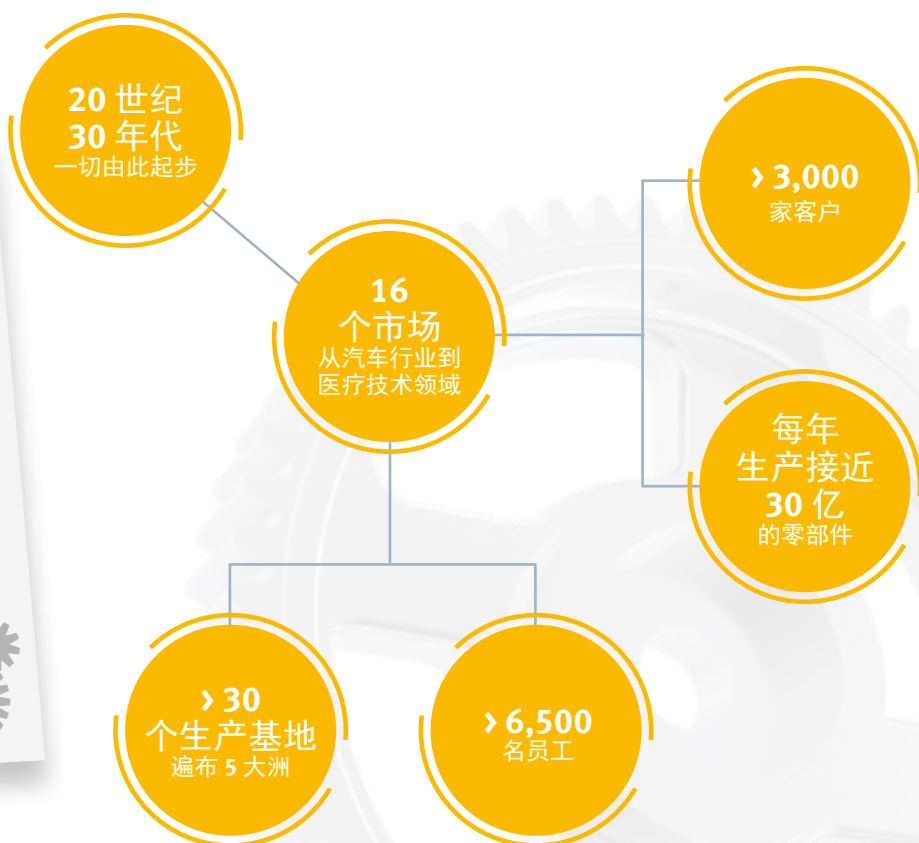 20 世纪
30 年代
一切由此起步
> 3,000
家客户
16
个市场
从汽车行业到
医疗技术领域
每年
生产接近
30 亿
的零部件
> 30
个生产基地
遍布 5 大洲
> 6,500
名员工